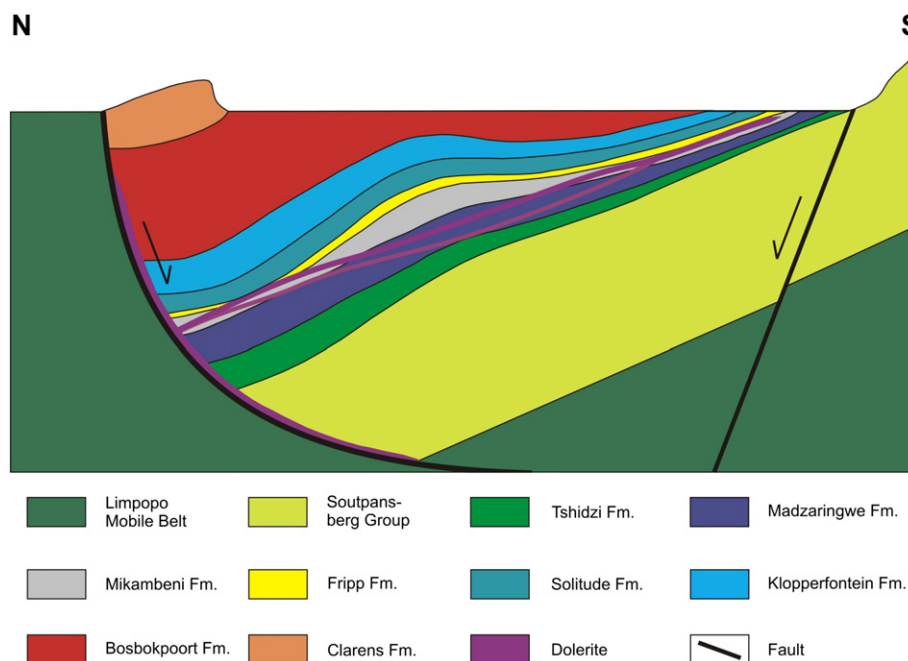 N
S
Limpopo
Mobile Belt
Soutpans-
berg Group
Tshidzi Fm.
Madzaringwe Fm.
Mikambeni Fm.
Fripp Fm.
Solitude Fm.
Klopperfontein Fm.
Bosbokpoort Fm.
Clarens Fm.
Dolerite
Fault